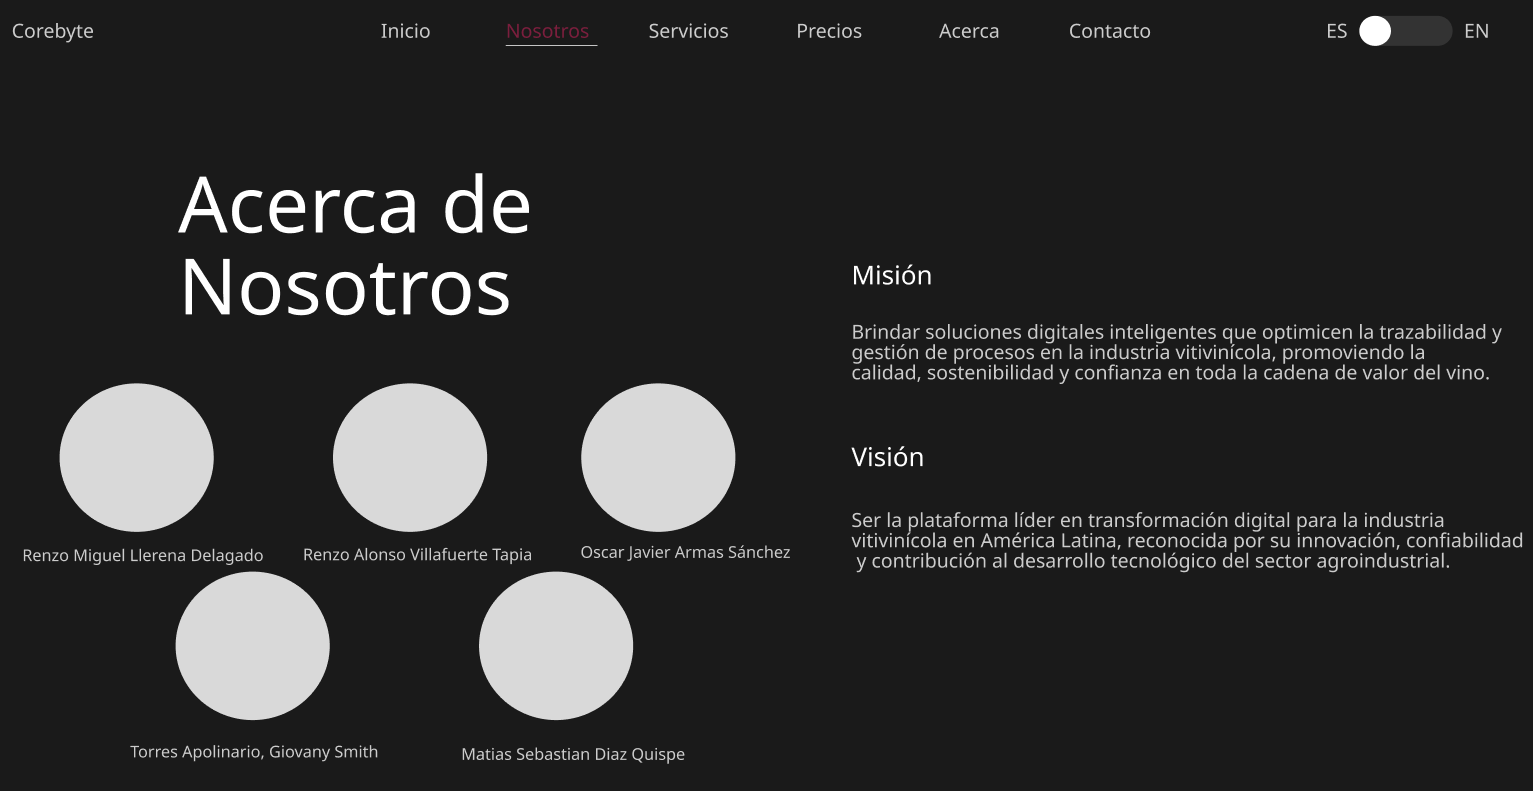 Corebyte
Inicio
Nosotros
Servicios
Precios
Acerca
Contacto
ES
EN
Acerca de
Nosotros
Renzo Miguel Llerena Delagado
Renzo Alonso Villafuerte Tapia
Oscar Javier Armas Sánchez
Torres Apolinario, Giovany Smith
Matias Sebastian Diaz Quispe
Misión
Brindar soluciones digitales inteligentes que optimicen la trazabilidad y
gestión de procesos en la industria vitivinícola, promoviendo la
calidad, sostenibilidad y confianza en toda la cadena de valor del vino.
Visión
Ser la plataforma líder en transformación digital para la industria
vitivinícola en América Latina, reconocida por su innovación, confiabilidad
y contribución al desarrollo tecnológico del sector agroindustrial.